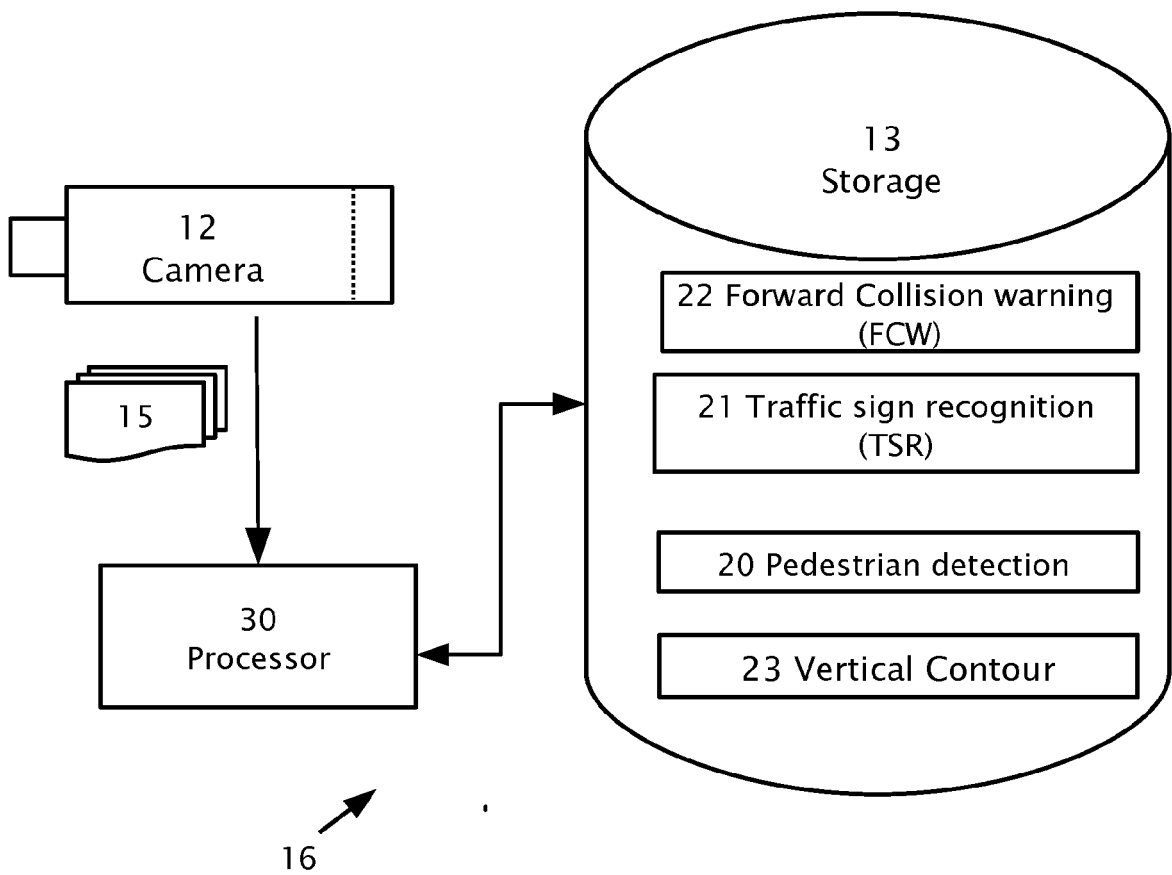 12
Camera
15
30
Processor
16
13
Storage
22 Forward Collision warning
(FCW)
21 Traffic sign recognition
(TSR)
20 Pedestrian detection
23 Vertical Contour